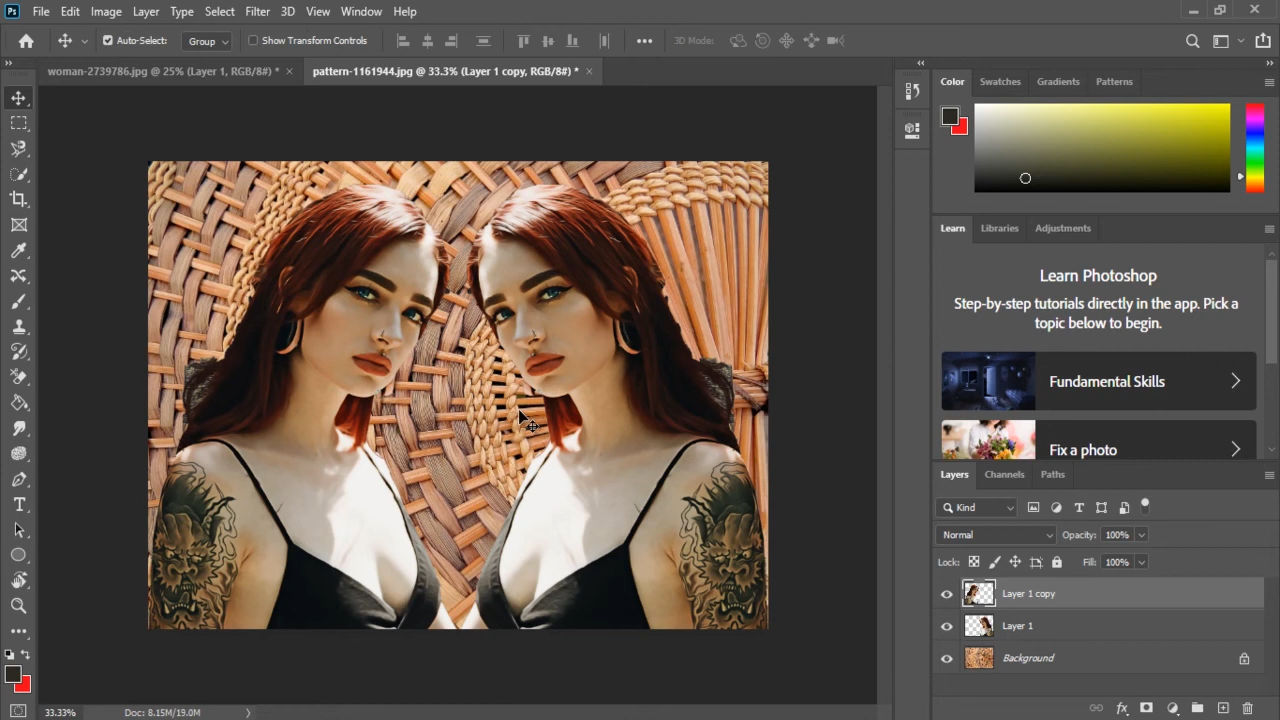 Ps File Edit Image Layer Type Select Filter 3D View Window Help
Auto-Select: Group Show Transform Controls 3D Mode:
woman-2739786.jpg @ 25% (Layer 1, RGB/8#) * × pattern-1161944.jpg @ 33.3% (Layer 1 copy, RGB/8#) * ×
Color Swatches Gradients Patterns
Learn Libraries Adjustments
Learn Photoshop
Step-by-step tutorials directly in the app. Pick a
topic below to begin.
Fundamental Skills
Fix a photo
Layers Channels Paths
Kind
Normal Opacity: 100%
Lock: Fill: 100%
Layer 1 copy
Layer 1
Background
33.33% Doc: 8.15M/19.0M